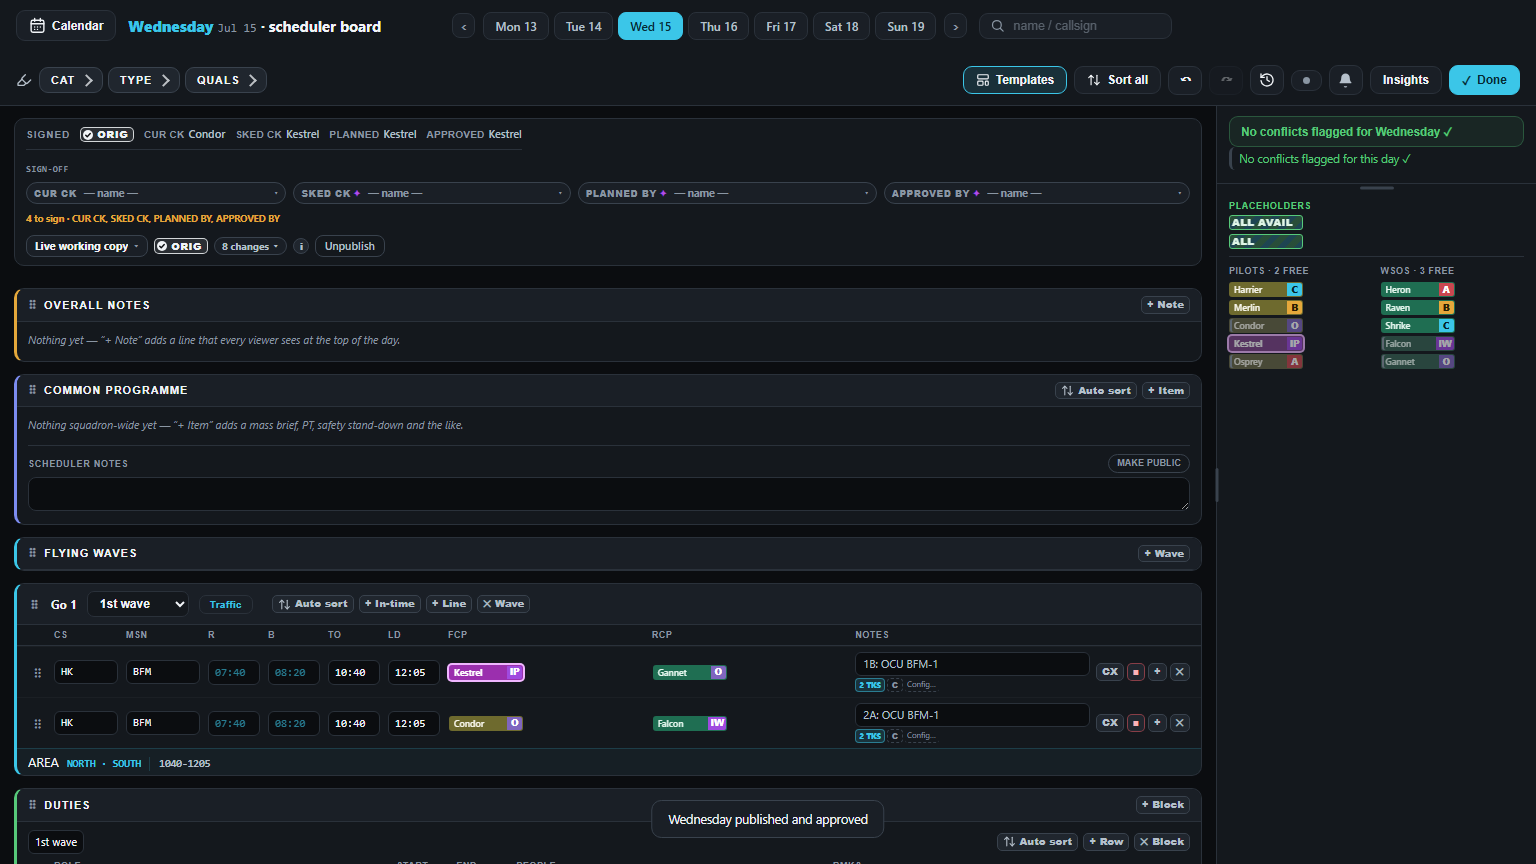 Calendar
Wednesday Jul 15 · scheduler board
‹ Mon 13 Tue 14 Wed 15 Thu 16 Fri 17 Sat 18 Sun 19 ›
name / callsign
CAT TYPE QUALS
Templates Sort all Insights ✓ Done
SIGNED ORIG CUR CK Condor SKED CK Kestrel PLANNED Kestrel APPROVED Kestrel
SIGN-OFF
CUR CK — name — SKED CK ✦ — name — PLANNED BY ✦ — name — APPROVED BY ✦ — name —
4 to sign · CUR CK, SKED CK, PLANNED BY, APPROVED BY
Live working copy ORIG 8 changes i Unpublish
OVERALL NOTES + Note
Nothing yet — "+ Note" adds a line that every viewer sees at the top of the day.
COMMON PROGRAMME Auto sort + Item
Nothing squadron-wide yet — "+ Item" adds a mass brief, PT, safety stand-down and the like.
SCHEDULER NOTES MAKE PUBLIC
FLYING WAVES + Wave
Go 1 1st wave Traffic Auto sort + In-time + Line ✕ Wave
CS MSN R B TO LD FCP RCP NOTES
HK BFM 07:40 08:20 10:40 12:05 Kestrel IP Gannet O 1B: OCU BFM-1 CX + ✕
2 TKS C Config...
HK BFM 07:40 08:20 10:40 12:05 Condor O Falcon IW 2A: OCU BFM-1 CX + ✕
2 TKS C Config...
AREA NORTH · SOUTH 1040-1205
DUTIES + Block
1st wave Auto sort + Row ✕ Block
Wednesday published and approved
No conflicts flagged for Wednesday ✓
No conflicts flagged for this day ✓
PLACEHOLDERS
ALL AVAIL
ALL
PILOTS · 2 FREE WSOS · 3 FREE
Harrier C Heron A
Merlin B Raven B
Condor O Shrike C
Kestrel IP Falcon IW
Osprey A Gannet O